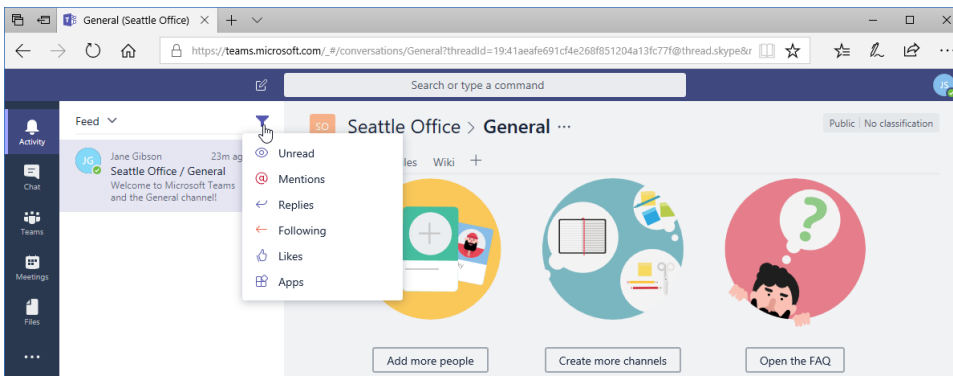 General (Seattle Office)
https://teams.microsoft.com/_#/conversations/General?threadId=19:41aeafe691cf4e268f851204a13fc77f@thread.skype&r
Search or type a command
JS
Activity
Chat
Teams
Meetings
Files
Feed
JG
Jane Gibson 23m ag
Seattle Office / General
Welcome to Microsoft Teams
and the General channel!
Unread
Mentions
Replies
Following
Likes
Apps
SO
Seattle Office > General ...
Public | No classification
les Wiki +
Add more people
Create more channels
Open the FAQ